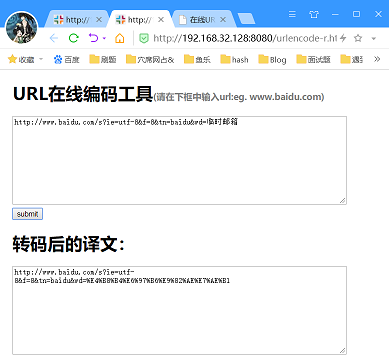 http://
http://
在线UR
http://192.168.32.128:8080/urlencode-r.ht
收藏
百度
刷题
穴席网占&
鱼乐
hash
Blog
面试题
遇到
URL在线编码工具(请在下框中输入url:eg. www.baidu.com)
http://www.baidu.com/s?ie=utf-8&f=8&tn=baidu&wd=临时邮箱
submit
转码后的译文：
http://www.baidu.com/s?ie=utf-
8&f=8&tn=baidu&wd=%E4%B8%B4%E6%97%B6%E9%82%AE%E7%AE%B1